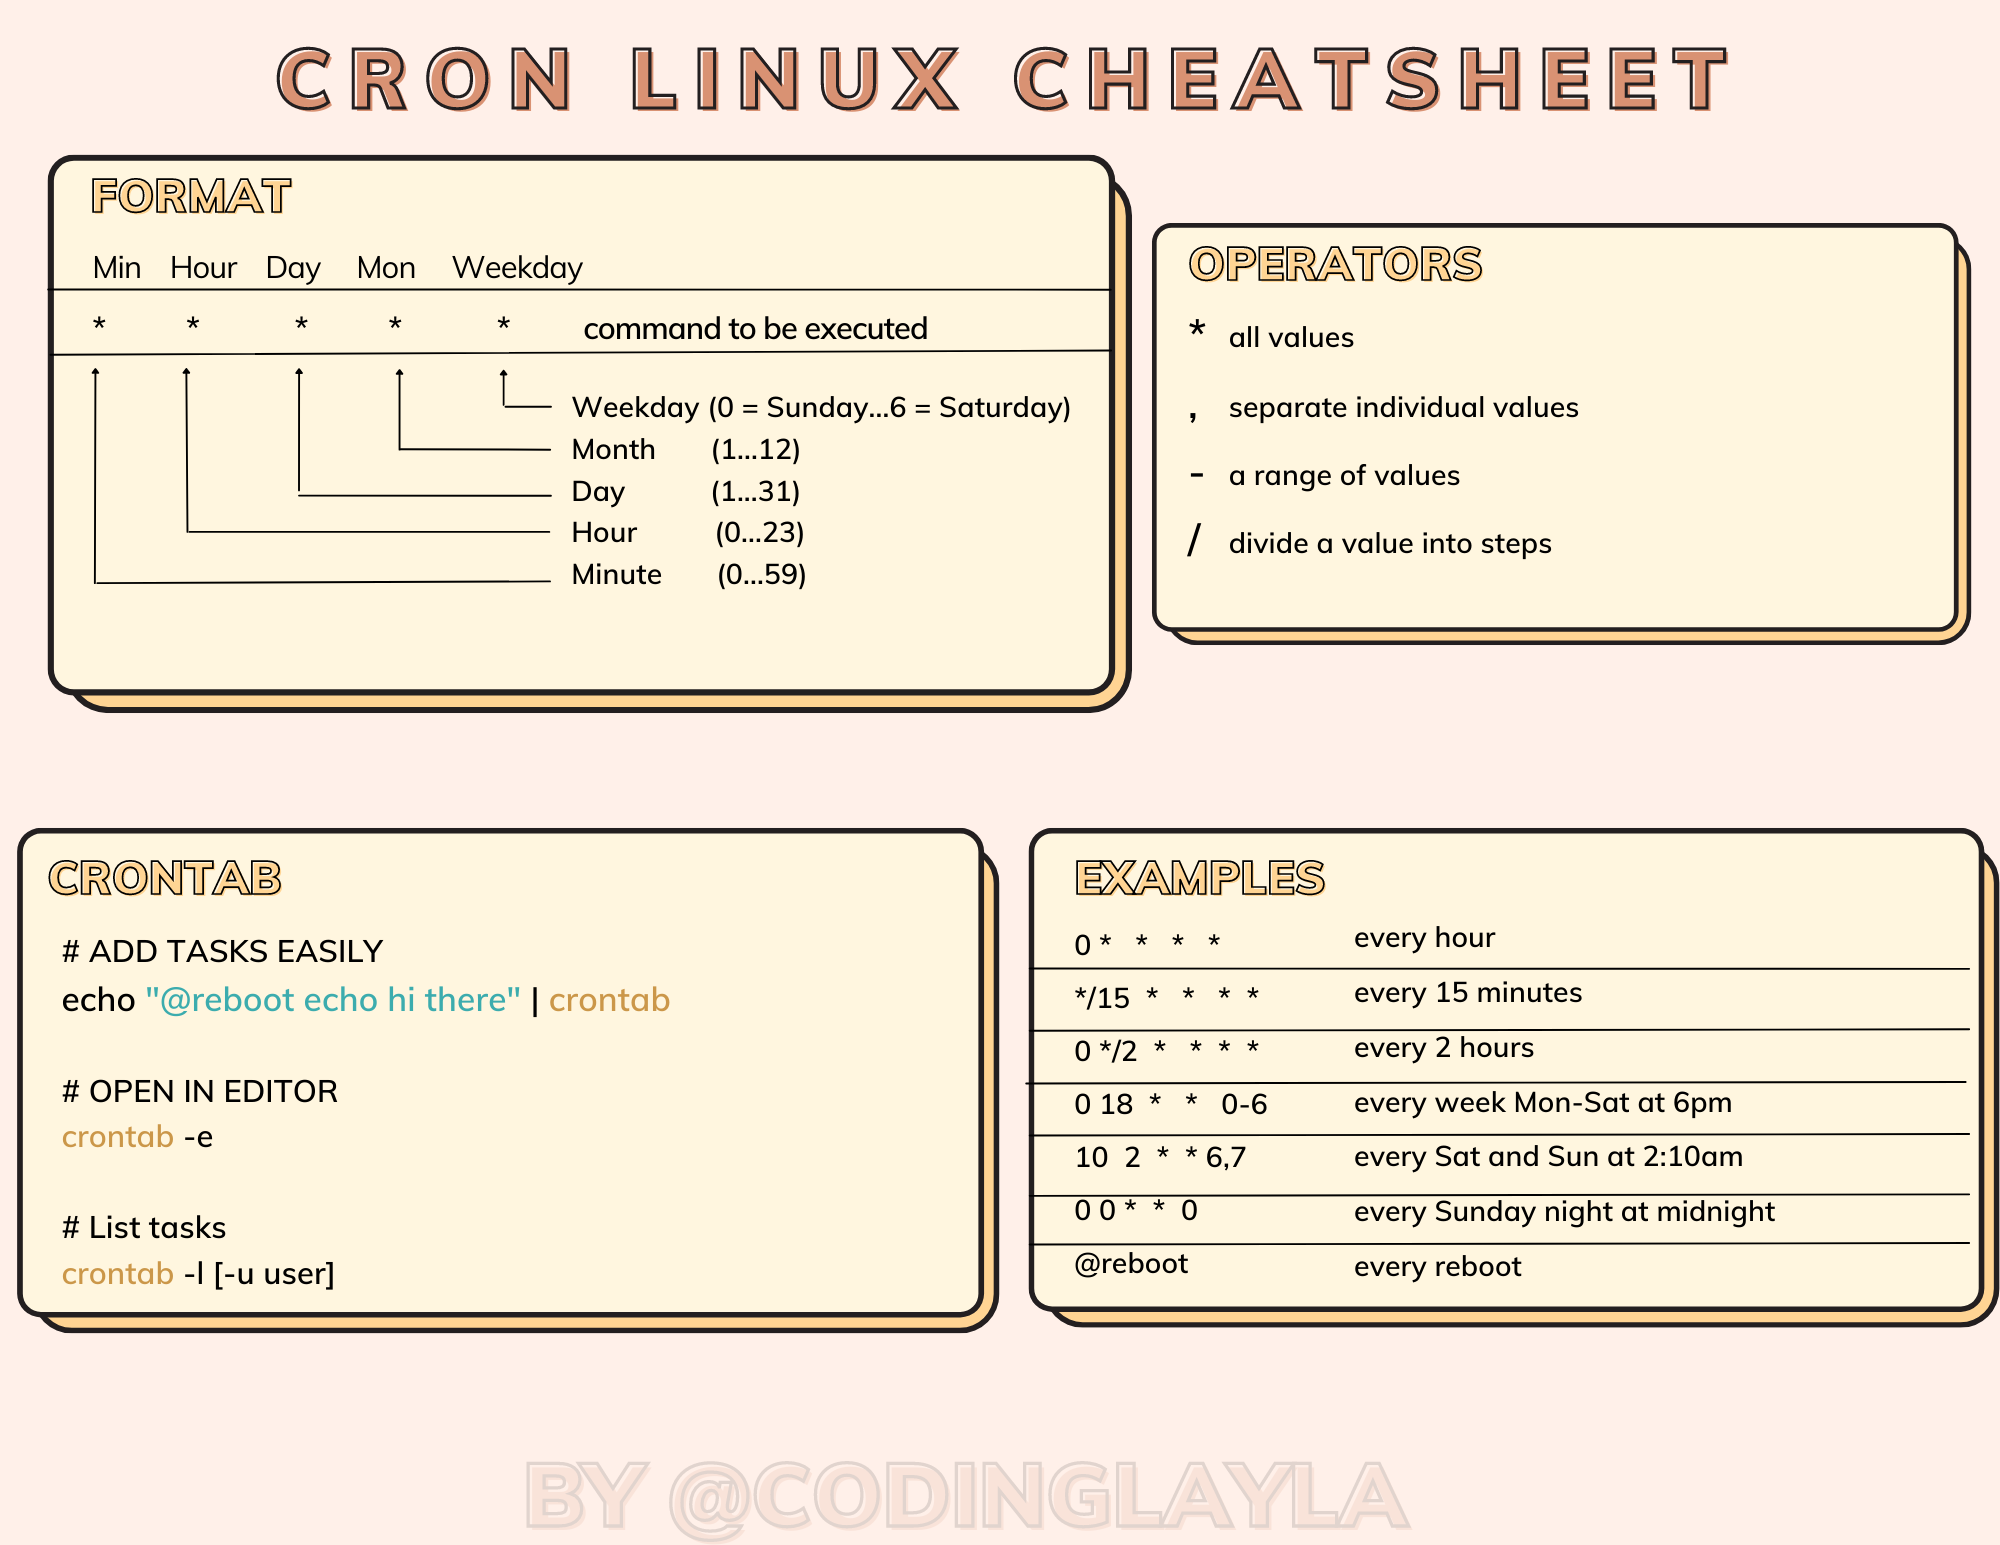 CRON LINUX CHEATSHEET
FORMAT
Min Hour Day Mon Weekday
* * * * * command to be executed
Weekday (0 = Sunday...6 = Saturday)
Month (1...12)
Day (1...31)
Hour (0...23)
Minute (0...59)
OPERATORS
* all values
, separate individual values
- a range of values
/ divide a value into steps
CRONTAB
# ADD TASKS EASILY
echo "@reboot echo hi there" | crontab
# OPEN IN EDITOR
crontab -e
# List tasks
crontab -l [-u user]
EXAMPLES
0 * * * * every hour
*/15 * * * * every 15 minutes
0 */2 * * * * every 2 hours
0 18 * * 0-6 every week Mon-Sat at 6pm
10 2 * * 6,7 every Sat and Sun at 2:10am
0 0 * * 0 every Sunday night at midnight
@reboot every reboot
BY @CODINGLAYLA